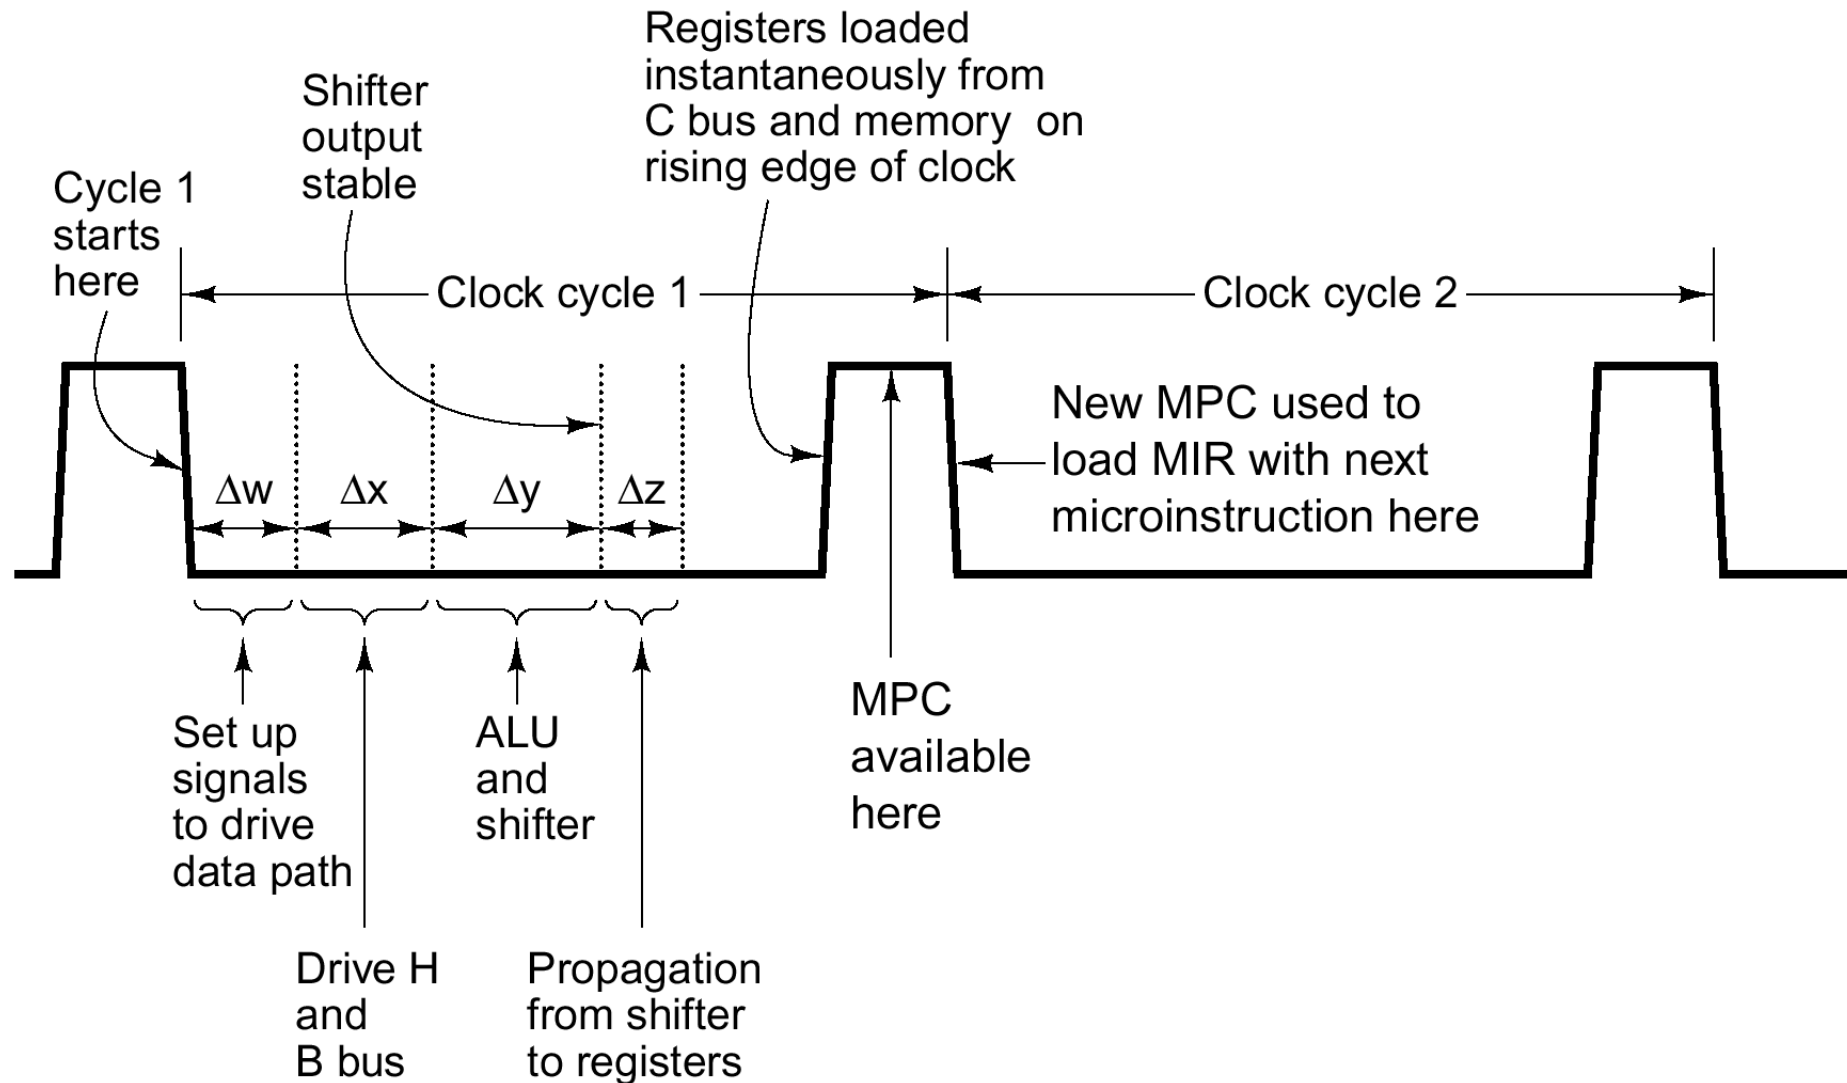 Registers loaded
instantaneously from
C bus and memory on
rising edge of clock
Shifter
output
stable
Cycle 1
starts
here
Clock cycle 1
Clock cycle 2
New MPC used to
load MIR with next
microinstruction here
Δw
Δx
Δy
Δz
MPC
available
here
Set up
signals
to drive
data path
ALU
and
shifter
Drive H
and
B bus
Propagation
from shifter
to registers